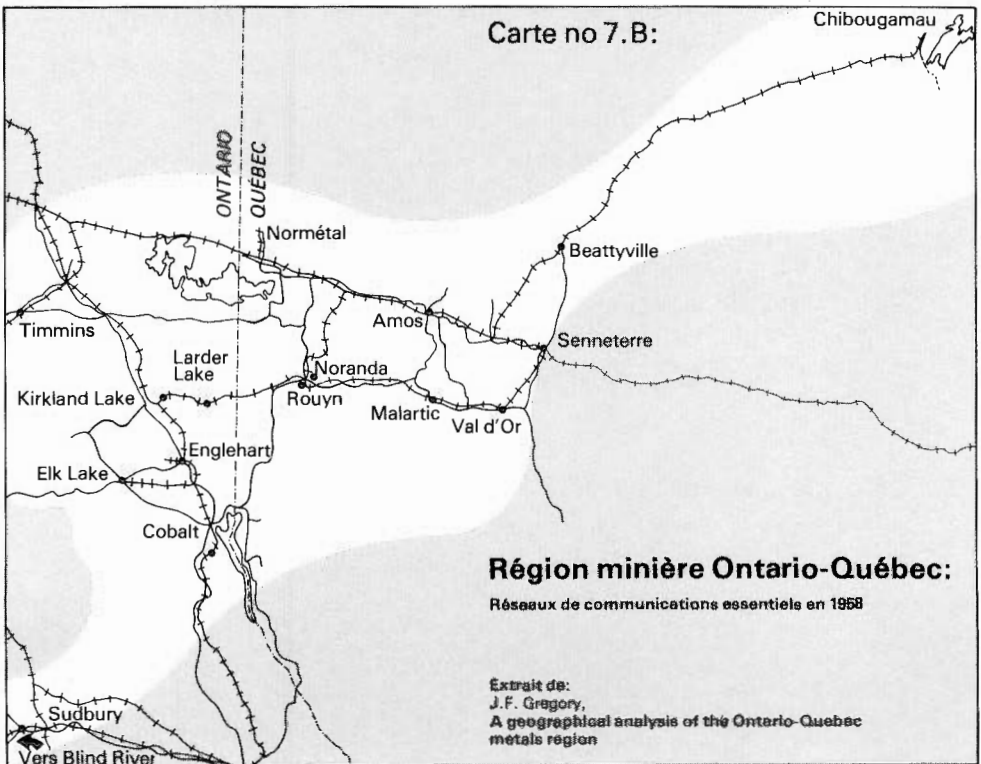 Carte no 7.B:
Chibougamau
ONTARIO
QUÉBEC
Normétal
Beattyville
Timmins
Amos
Senneterre
Larder
Lake
Noranda
Kirkland Lake
Rouyn
Malartic
Val d'Or
Englehart
Elk Lake
Cobalt
Région minière Ontario-Québec:
Réseaux de communications essentiels en 1958
Extrait de:
J.F. Gregory,
A geographical analysis of the Ontario-Quebec
metals region
Sudbury
Vers Blind River